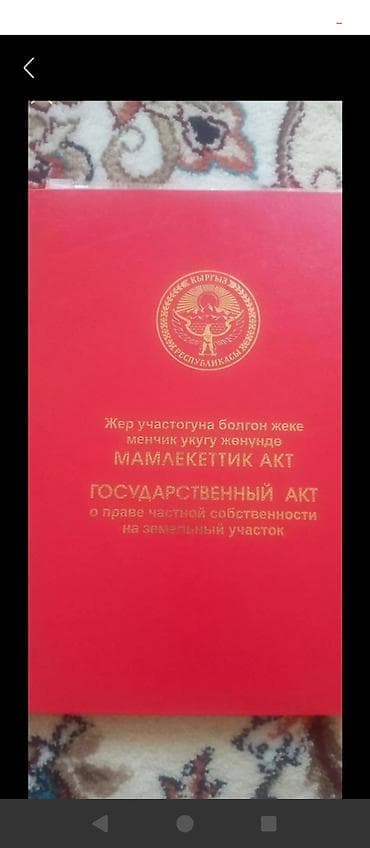 КЫРГЫЗ
РЕСПУБЛИКАСЫ
Жер участогуна болгон жеке
менчик укугу жөнүндө
МАМЛЕКЕТТИК АКТ
ГОСУДАРСТВЕННЫЙ АКТ
о праве частной собственности
на земельный участок